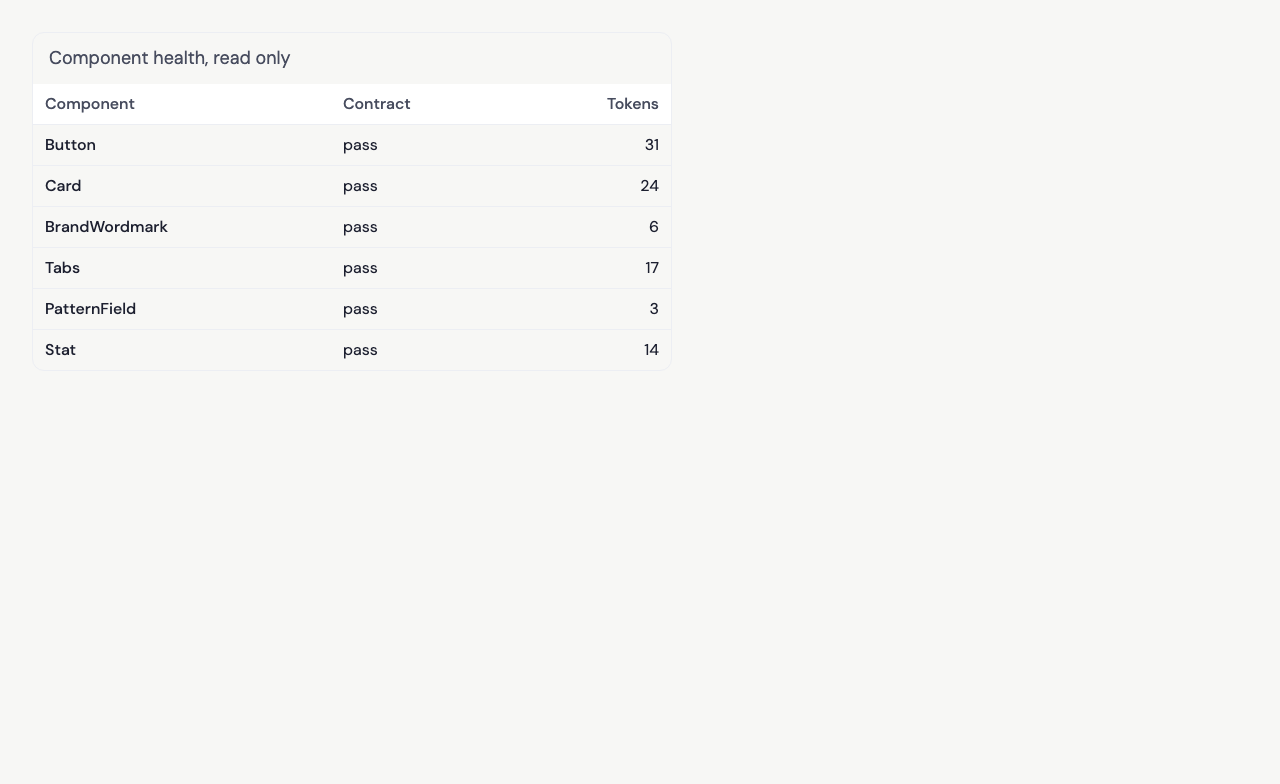 Component health, read only
Component Contract Tokens
Button pass 31
Card pass 24
BrandWordmark pass 6
Tabs pass 17
PatternField pass 3
Stat pass 14